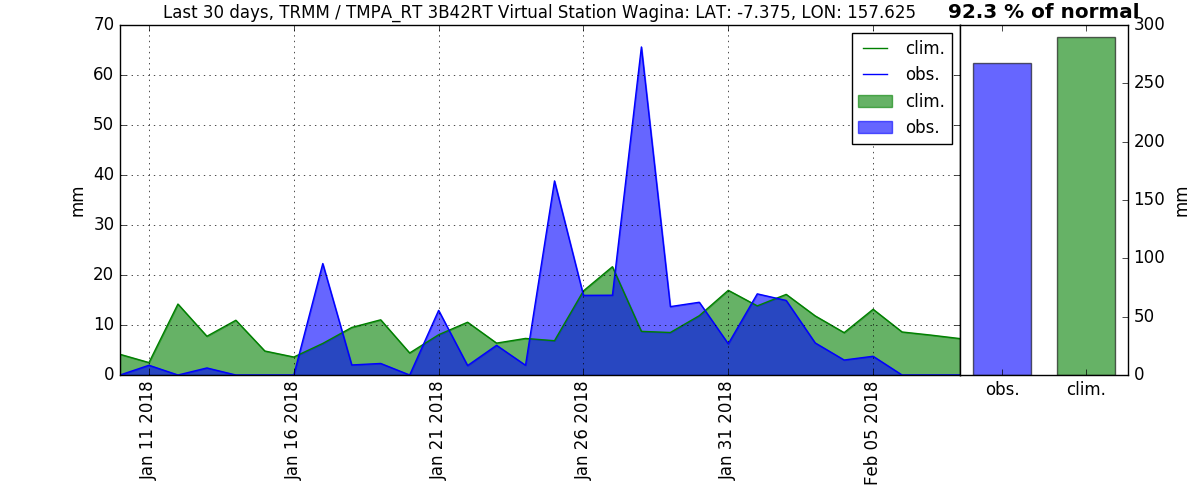 Last 30 days, TRMM / TMPA_RT 3B42RT Virtual Station Wagina: LAT: -7.375, LON: 157.625
92.3 % of normal
70
60
50
40
30
20
10
0
mm
clim.
obs.
clim.
obs.
Jan 11 2018
Jan 16 2018
Jan 21 2018
Jan 26 2018
Jan 31 2018
Feb 05 2018
300
250
200
150
100
50
0
mm
obs.
clim.